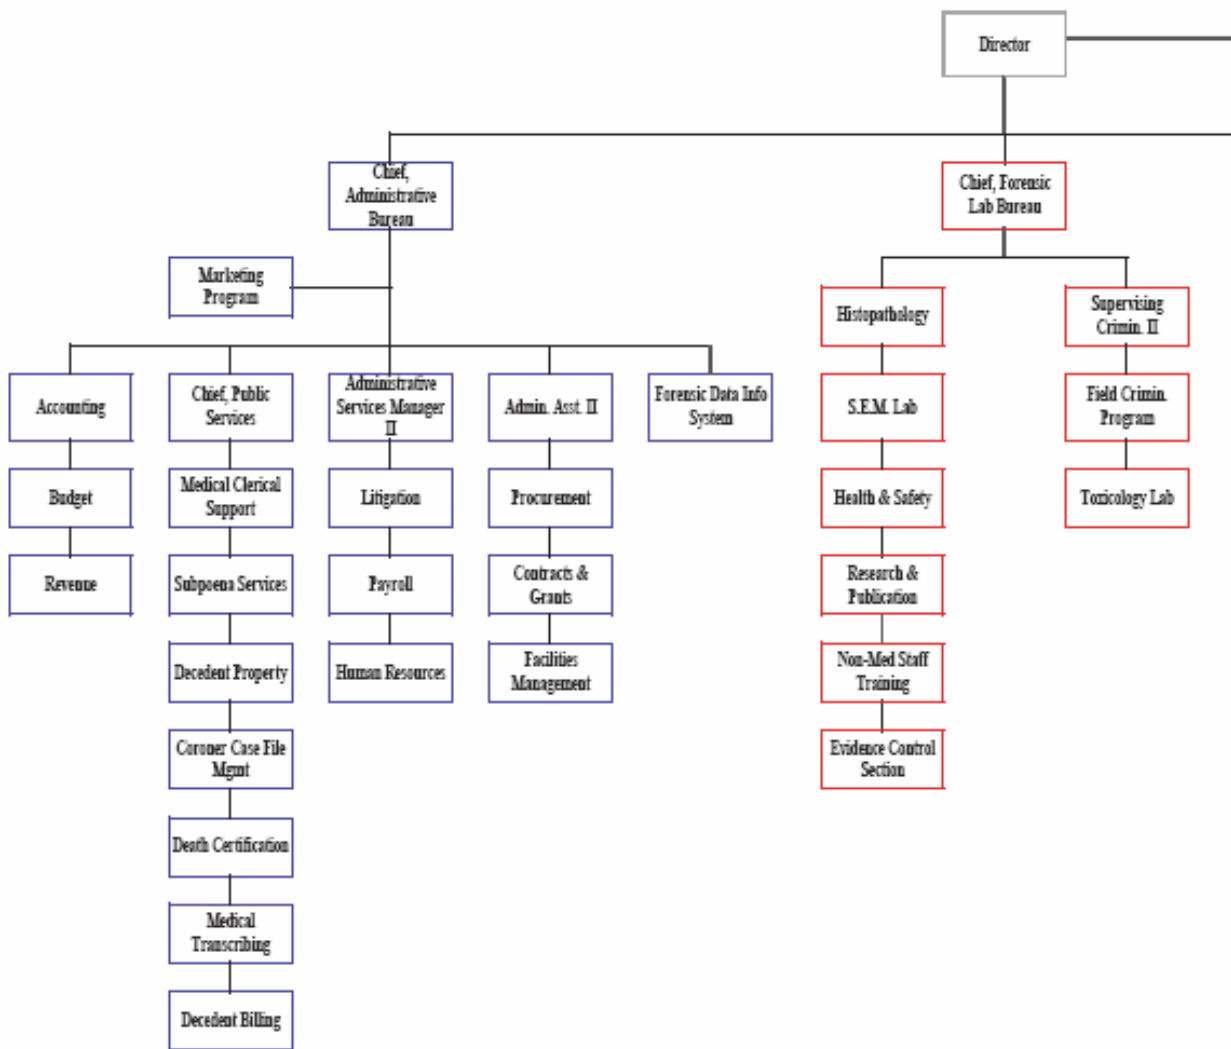 Director
Chief,
Administrative
Bureau
Chief, Forensic
Lab Bureau
Marketing
Program
Histopathology
Supervising
Crimin. II
Accounting
Chief, Public
Services
Administrative
Services Manager
II
Admin. Asst. II
Forensic Data Info
System
S.E.M. Lab
Field Crimin.
Program
Budget
Medical Clerical
Support
Litigation
Procurement
Health & Safety
Toxicology Lab
Revenue
Subpoena Services
Payroll
Contracts &
Grants
Research &
Publication
Decedent Property
Human Resources
Facilities
Management
Non-Med Staff
Training
Coroner Case File
Mgmt
Evidence Control
Section
Death Certification
Medical
Transcribing
Decedent Billing